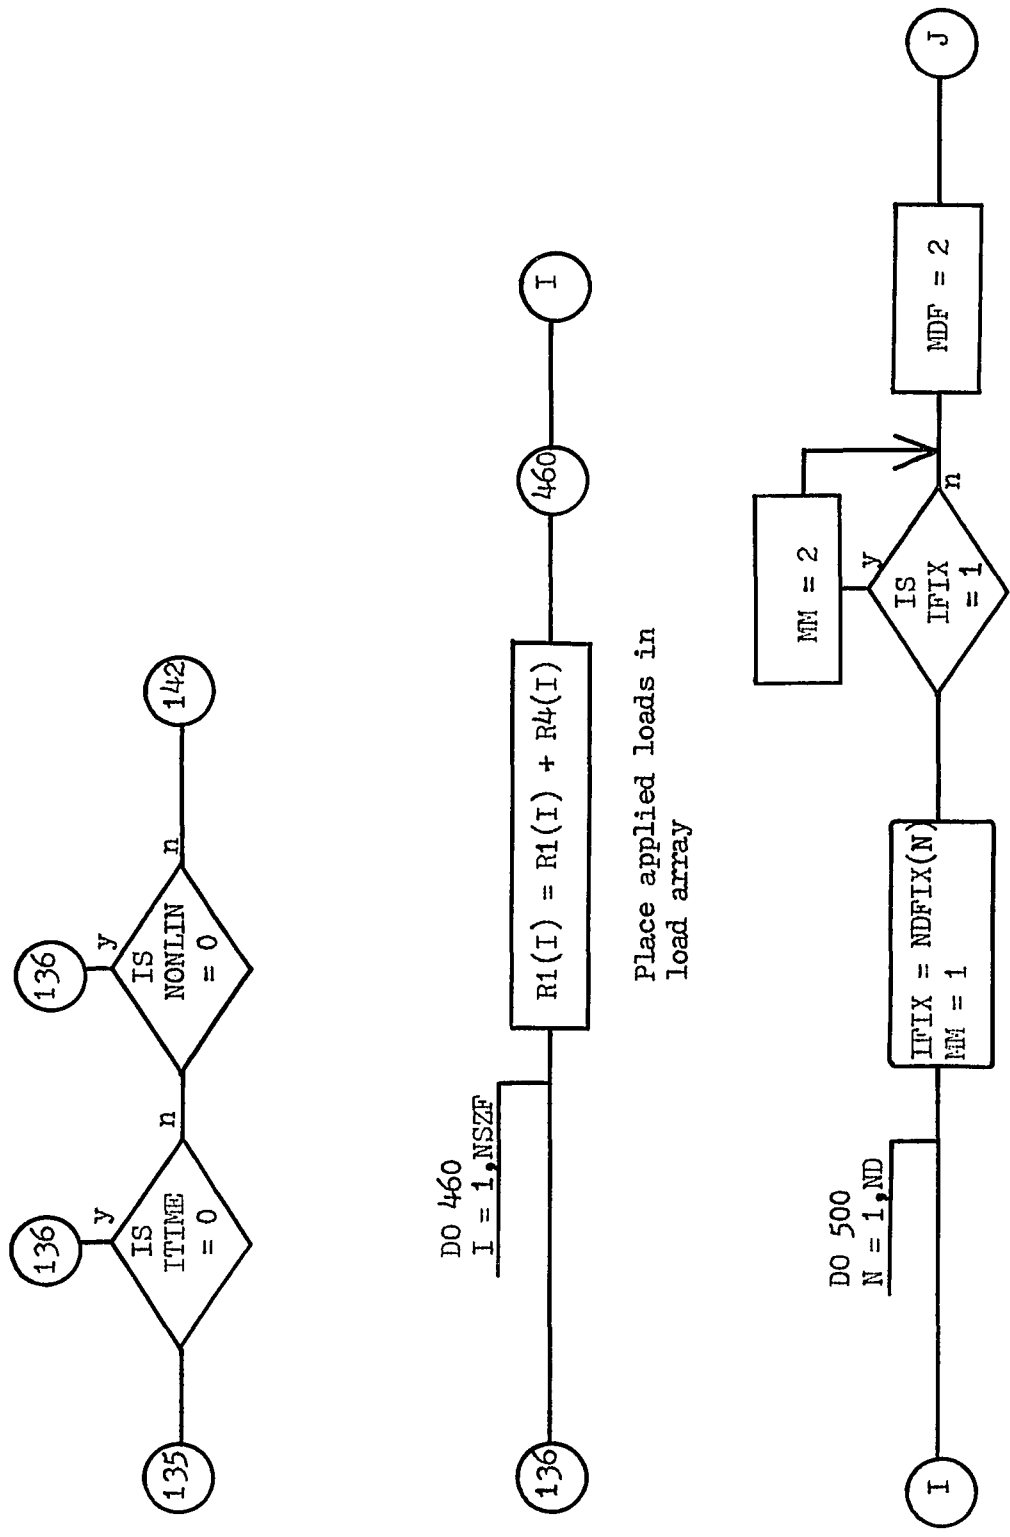 135
IS
ITIME
= 0
y
136
n
IS
NONLIN
= 0
y
136
n
142
136
DO 460
I = 1,NSZF
R1(I) = R1(I) + R4(I)
460
I
Place applied loads in
load array
I
DO 500
N = 1,ND
IFIX = NDFIX(N)
MM = 1
IS
IFIX
= 1
y
MM = 2
n
MDF = 2
J